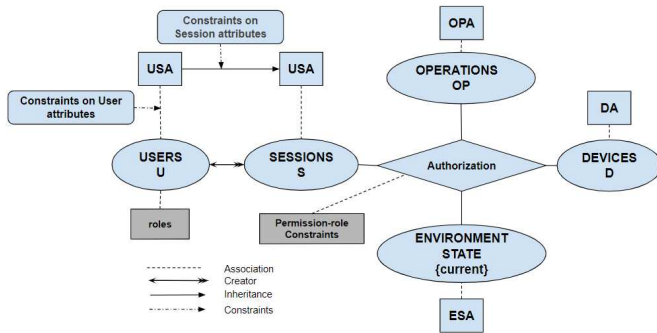 Constraints on
Session attributes
OPA
USA
USA
OPERATIONS
OP
Constraints on User
attributes
DA
USERS
U
SESSIONS
S
Authorization
DEVICES
D
roles
Permission-role
Constraints
ENVIRONMENT
STATE
{current}
Association
Creator
Inheritance
Constraints
ESA